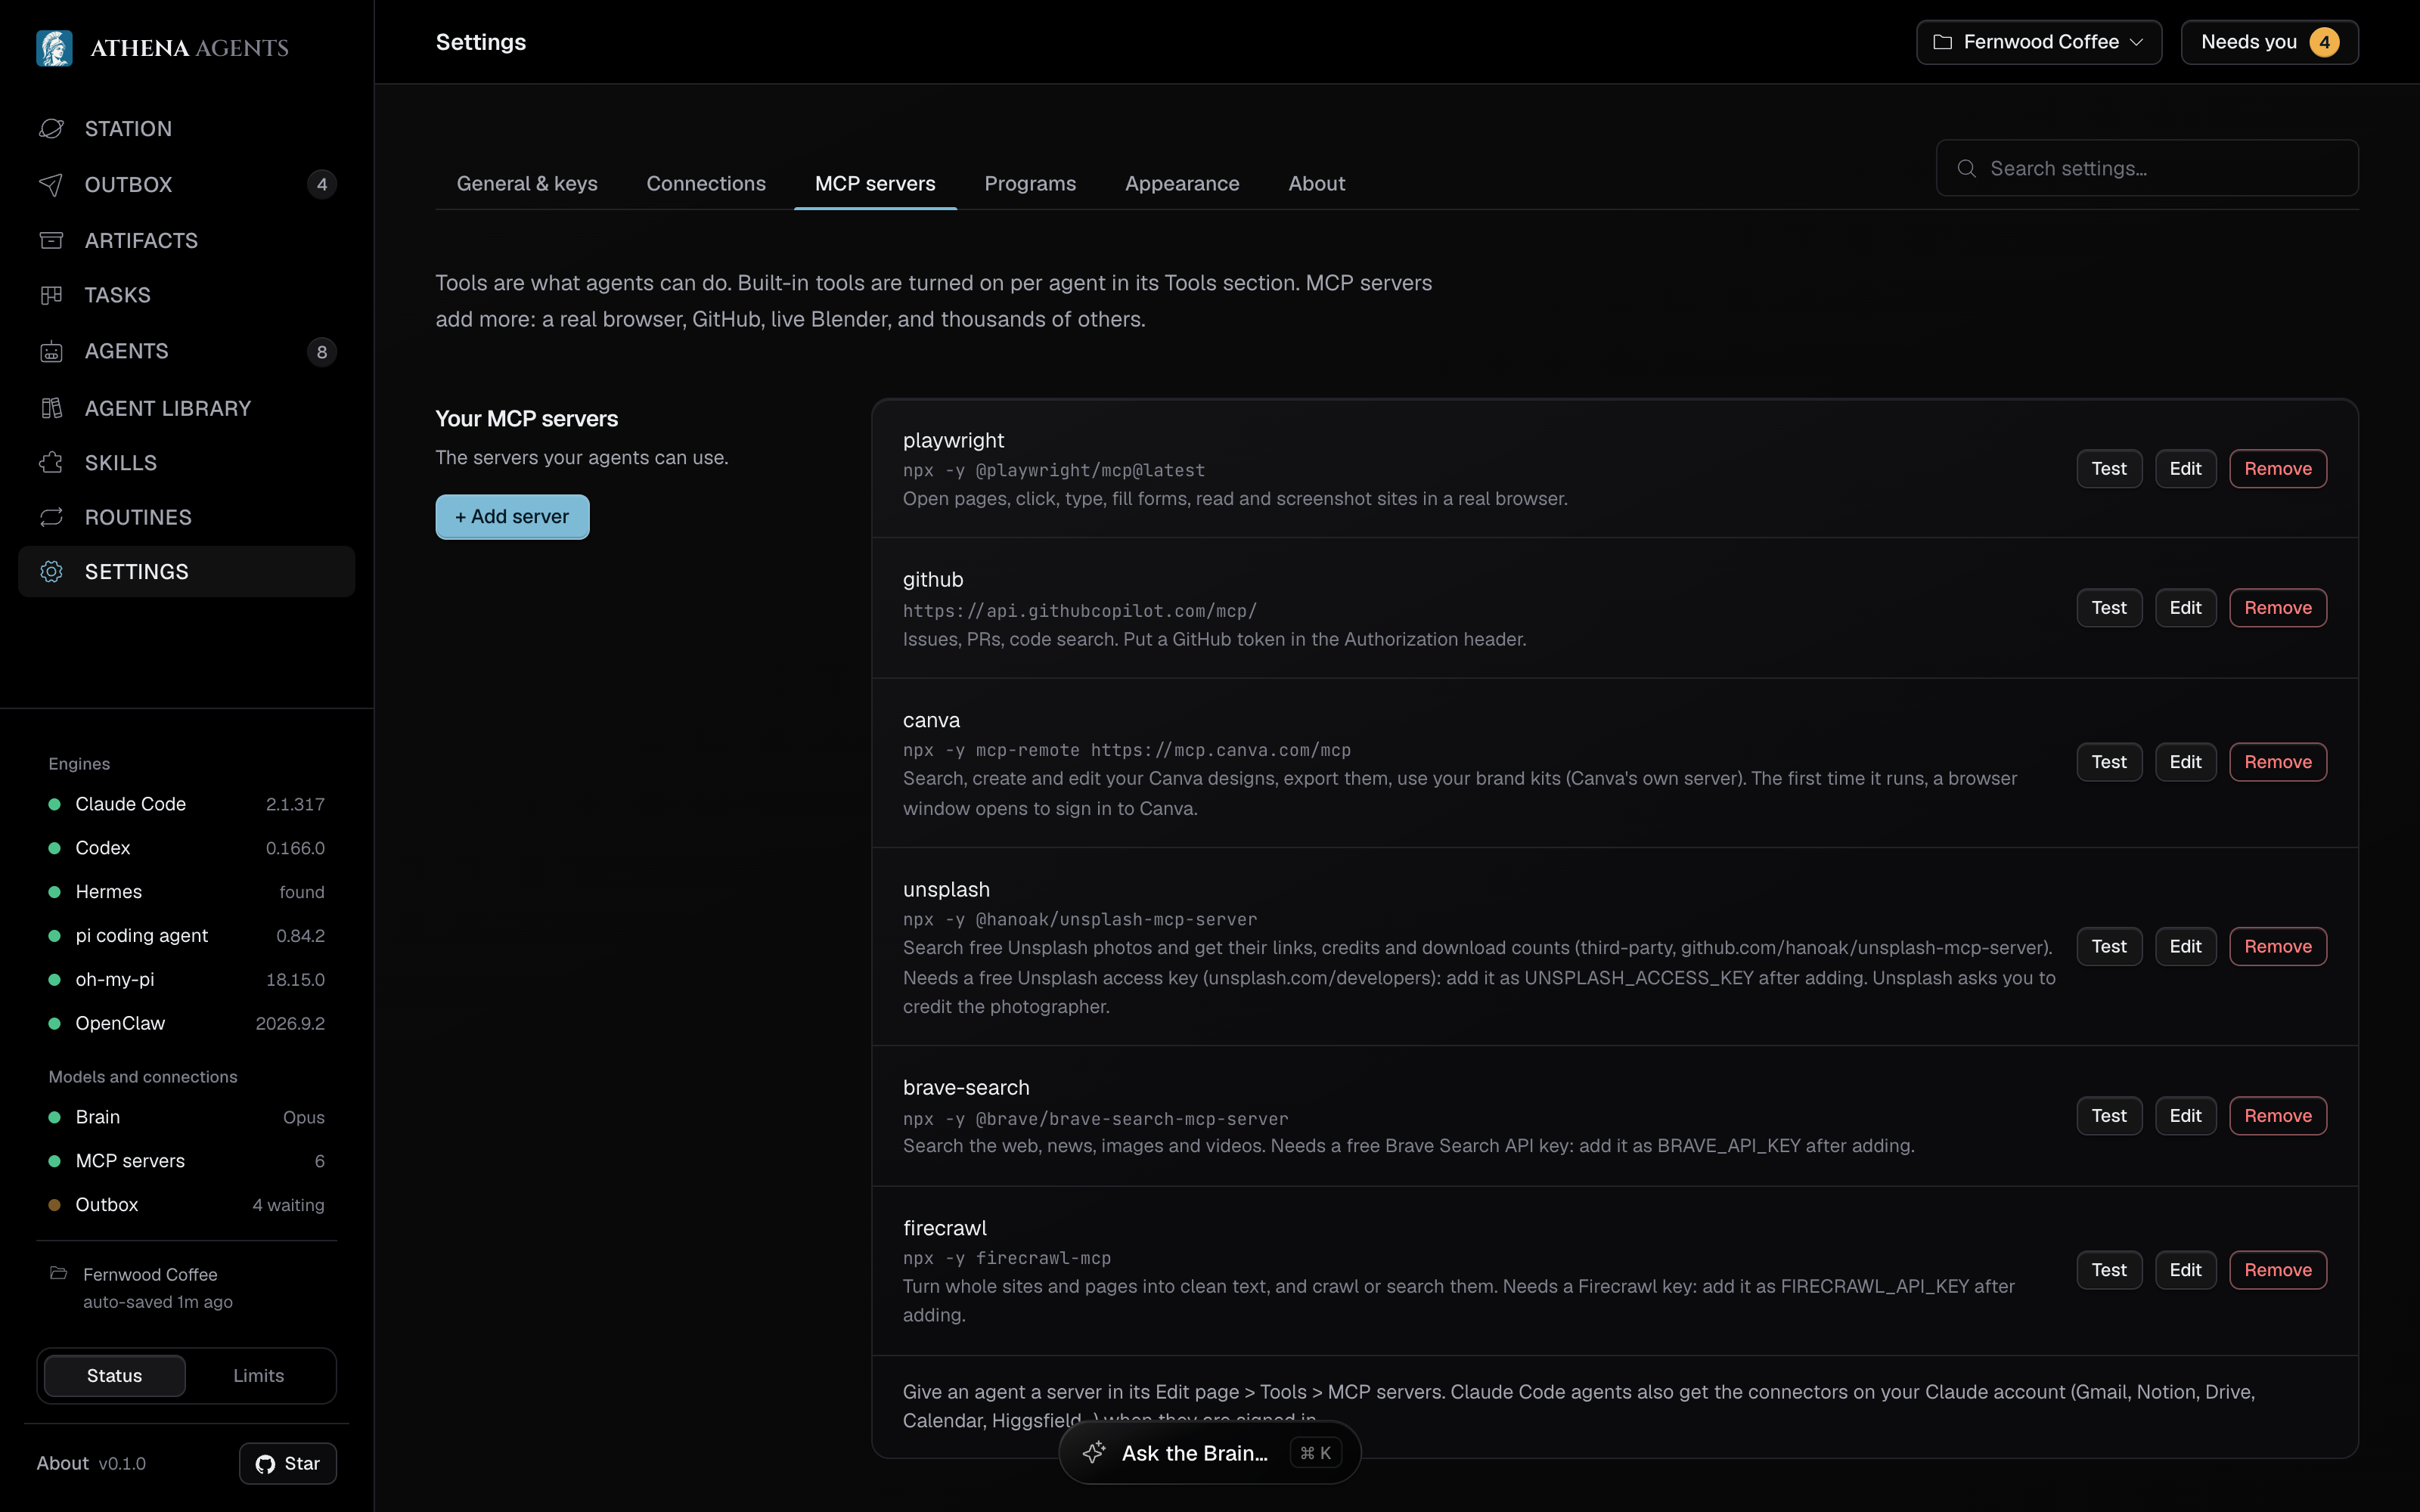 ATHENA AGENTS
STATION
OUTBOX 4
ARTIFACTS
TASKS
AGENTS 8
AGENT LIBRARY
SKILLS
ROUTINES
SETTINGS
Engines
Claude Code 2.1.317
Codex 0.166.0
Hermes found
pi coding agent 0.84.2
oh-my-pi 18.15.0
OpenClaw 2026.9.2
Models and connections
Brain Opus
MCP servers 6
Outbox 4 waiting
Fernwood Coffee
auto-saved 1m ago
Status Limits
About v0.1.0 Star
Settings
Fernwood Coffee
Needs you 4
General & keys Connections MCP servers Programs Appearance About
Search settings...
Tools are what agents can do. Built-in tools are turned on per agent in its Tools section. MCP servers
add more: a real browser, GitHub, live Blender, and thousands of others.
Your MCP servers
The servers your agents can use.
+ Add server
playwright
npx -y @playwright/mcp@latest
Open pages, click, type, fill forms, read and screenshot sites in a real browser.
Test Edit Remove
github
https://api.githubcopilot.com/mcp/
Issues, PRs, code search. Put a GitHub token in the Authorization header.
Test Edit Remove
canva
npx -y mcp-remote https://mcp.canva.com/mcp
Search, create and edit your Canva designs, export them, use your brand kits (Canva's own server). The first time it runs, a browser
window opens to sign in to Canva.
Test Edit Remove
unsplash
npx -y @hanoak/unsplash-mcp-server
Search free Unsplash photos and get their links, credits and download counts (third-party, github.com/hanoak/unsplash-mcp-server).
Needs a free Unsplash access key (unsplash.com/developers): add it as UNSPLASH_ACCESS_KEY after adding. Unsplash asks you to
credit the photographer.
Test Edit Remove
brave-search
npx -y @brave/brave-search-mcp-server
Search the web, news, images and videos. Needs a free Brave Search API key: add it as BRAVE_API_KEY after adding.
Test Edit Remove
firecrawl
npx -y firecrawl-mcp
Turn whole sites and pages into clean text, and crawl or search them. Needs a Firecrawl key: add it as FIRECRAWL_API_KEY after
adding.
Test Edit Remove
Give an agent a server in its Edit page > Tools > MCP servers. Claude Code agents also get the connectors on your Claude account (Gmail, Notion, Drive,
Calendar, Higgsfield...) when they are signed in.
Ask the Brain... ⌘ K